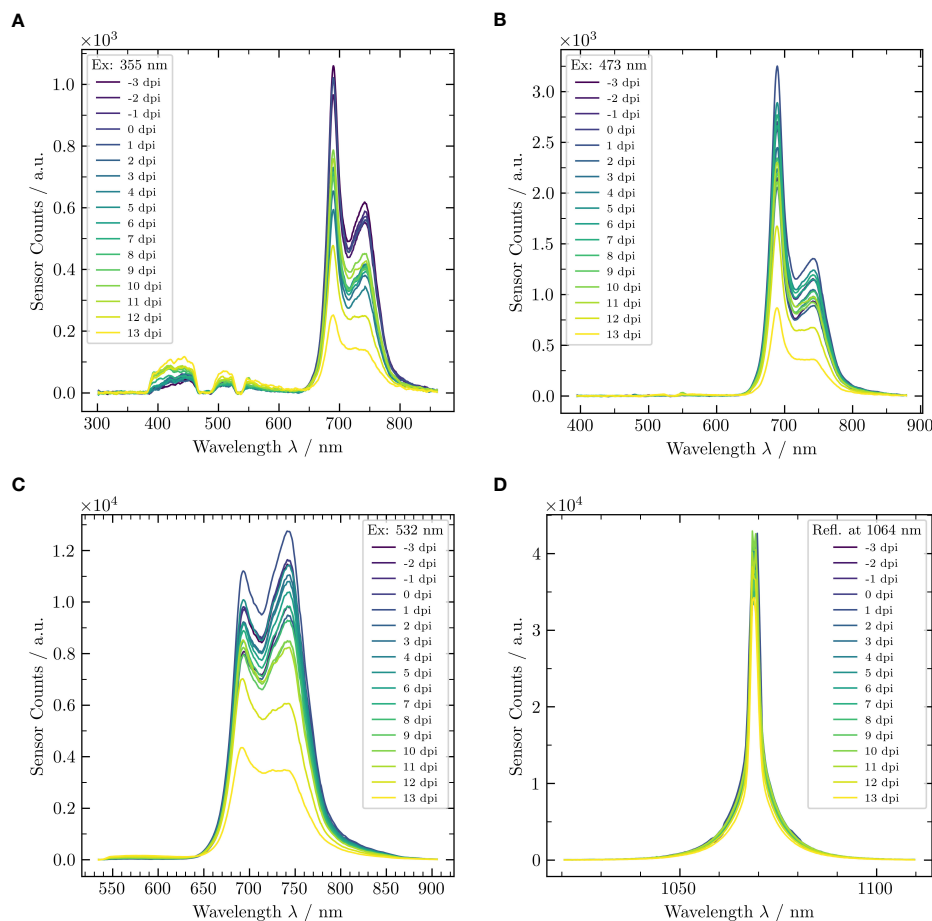 A
×10³
Ex: 355 nm
-3 dpi
-2 dpi
-1 dpi
0 dpi
1 dpi
2 dpi
3 dpi
4 dpi
5 dpi
6 dpi
7 dpi
8 dpi
9 dpi
10 dpi
11 dpi
12 dpi
13 dpi
1.0
0.8
0.6
0.4
0.2
0.0
Sensor Counts / a.u.
300 400 500 600 700 800
Wavelength λ / nm
B
×10³
Ex: 473 nm
-3 dpi
-2 dpi
-1 dpi
0 dpi
1 dpi
2 dpi
3 dpi
4 dpi
5 dpi
6 dpi
7 dpi
8 dpi
9 dpi
10 dpi
11 dpi
12 dpi
13 dpi
3.0
2.5
2.0
1.5
1.0
0.5
0.0
Sensor Counts / a.u.
400 500 600 700 800 900
Wavelength λ / nm
C
×10⁴
Ex: 532 nm
-3 dpi
-2 dpi
-1 dpi
0 dpi
1 dpi
2 dpi
3 dpi
4 dpi
5 dpi
6 dpi
7 dpi
8 dpi
9 dpi
10 dpi
11 dpi
12 dpi
13 dpi
1.2
1.0
0.8
0.6
0.4
0.2
0.0
Sensor Counts / a.u.
550 600 650 700 750 800 850 900
Wavelength λ / nm
D
×10⁴
Refl. at 1064 nm
-3 dpi
-2 dpi
-1 dpi
0 dpi
1 dpi
2 dpi
3 dpi
4 dpi
5 dpi
6 dpi
7 dpi
8 dpi
9 dpi
10 dpi
11 dpi
12 dpi
13 dpi
4
3
2
1
0
Sensor Counts / a.u.
1050 1100
Wavelength λ / nm